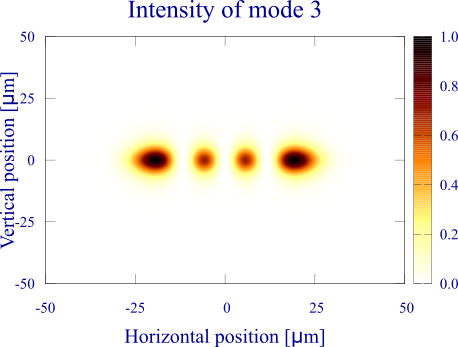 Intensity of mode 3
50
25
0
-25
-50
-50 -25 0 25 50
1.0
0.8
0.6
0.4
0.2
0.0
Vertical position [μm]
Horizontal position [μm]